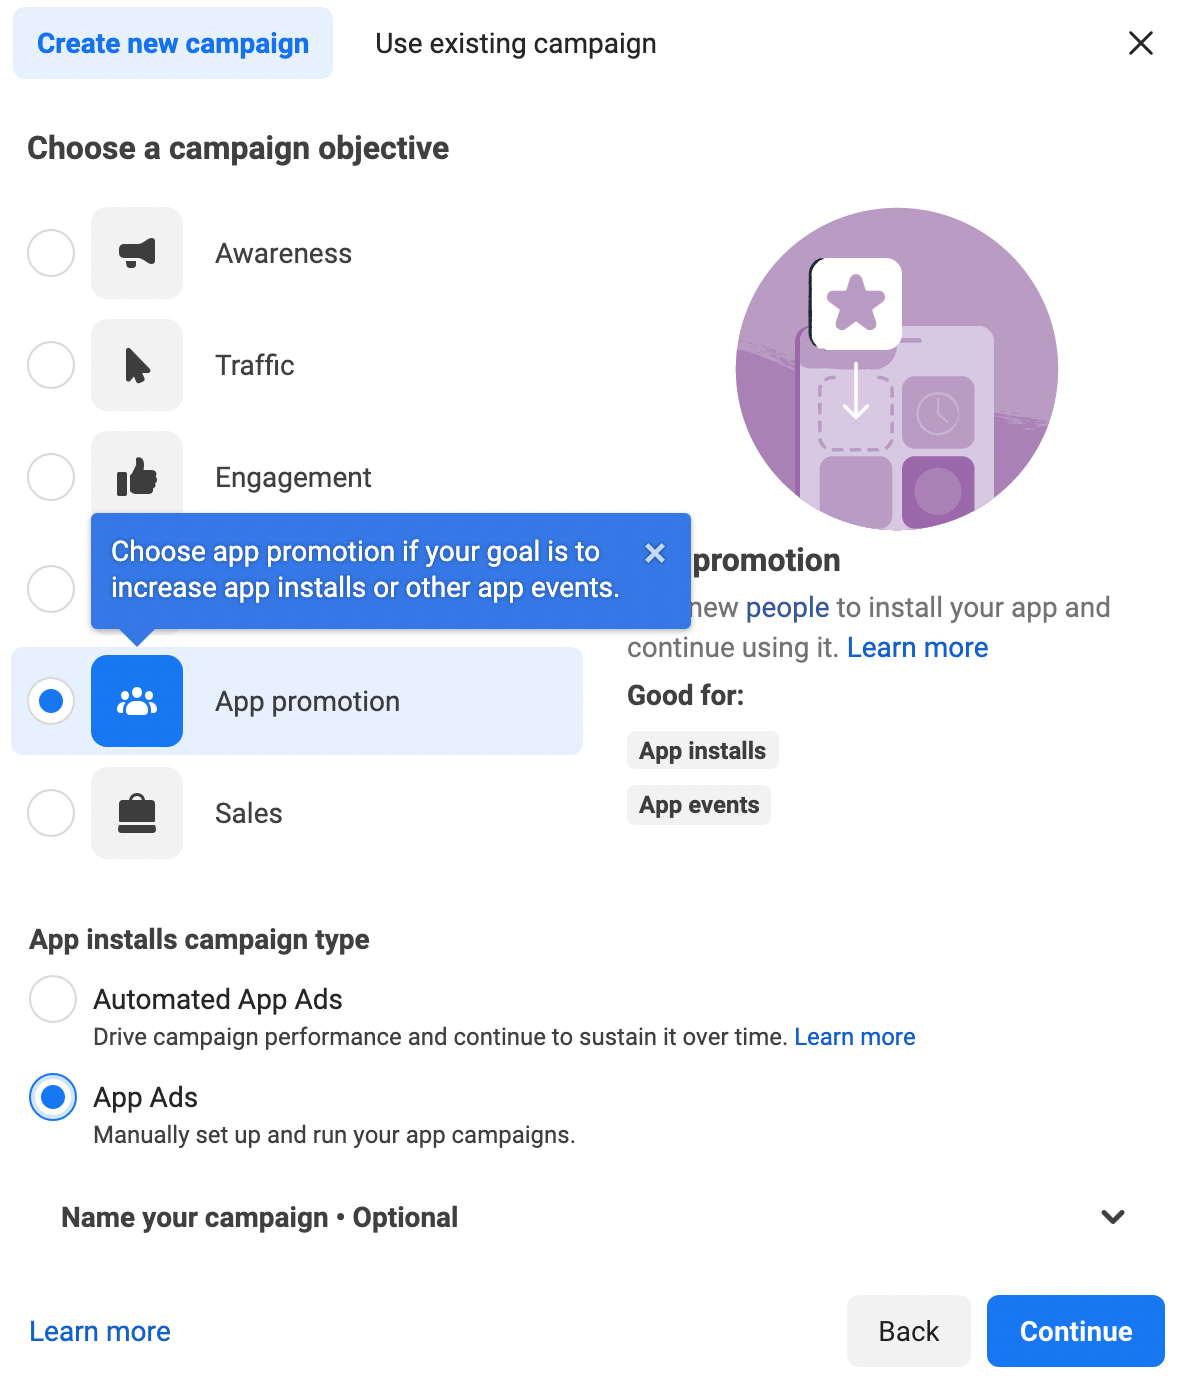 Create new campaign
Use existing campaign
Choose a campaign objective
Awareness
Traffic
Engagement
Choose app promotion if your goal is to
increase app installs or other app events.
App promotion
Sales
promotion
new people to install your app and
continue using it. Learn more
Good for:
App installs
App events
App installs campaign type
Automated App Ads
Drive campaign performance and continue to sustain it over time. Learn more
App Ads
Manually set up and run your app campaigns.
Name your campaign • Optional
Learn more
Back
Continue